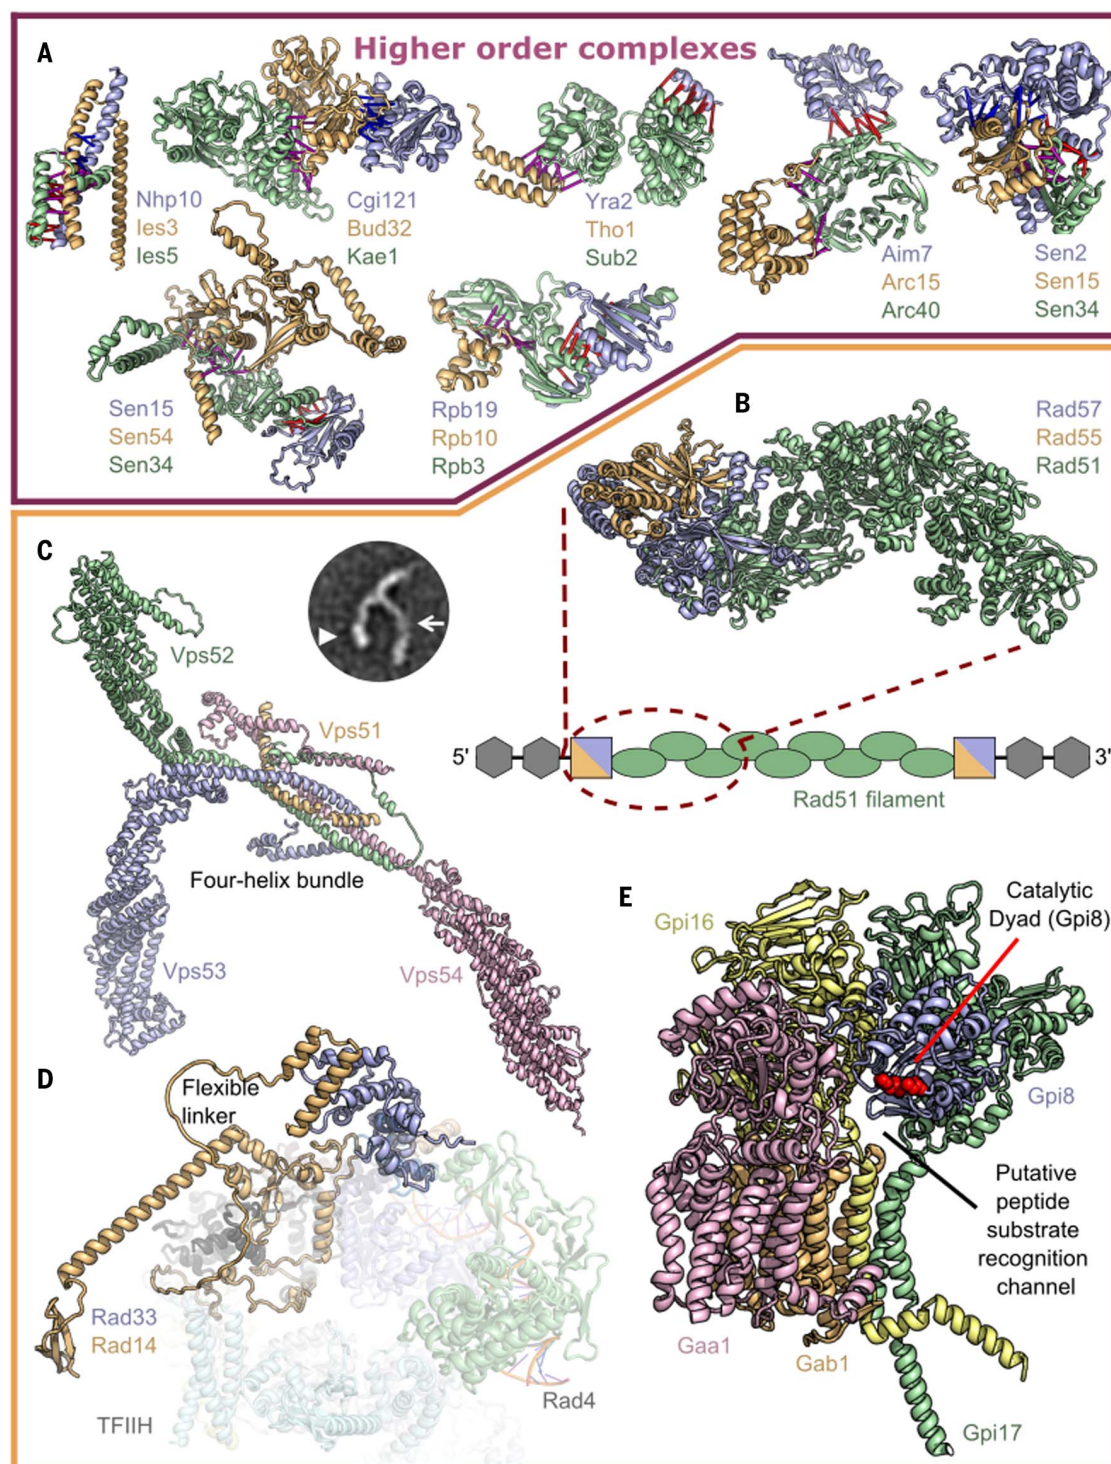 A
Higher order complexes
Nhp10
Ies3
Ies5
Cgi121
Bud32
Kae1
Yra2
Tho1
Sub2
Aim7
Arc15
Arc40
Sen2
Sen15
Sen34
Sen15
Sen54
Sen34
Rpb19
Rpb10
Rpb3
B
Rad57
Rad55
Rad51
5'
3'
Rad51 filament
C
Vps52
Vps51
Four-helix bundle
Vps53
Vps54
D
Flexible
linker
Rad33
Rad14
TFIIH
Rad4
E
Gpi16
Catalytic
Dyad (Gpi8)
Gpi8
Putative
peptide
substrate
recognition
channel
Gaa1
Gab1
Gpi17